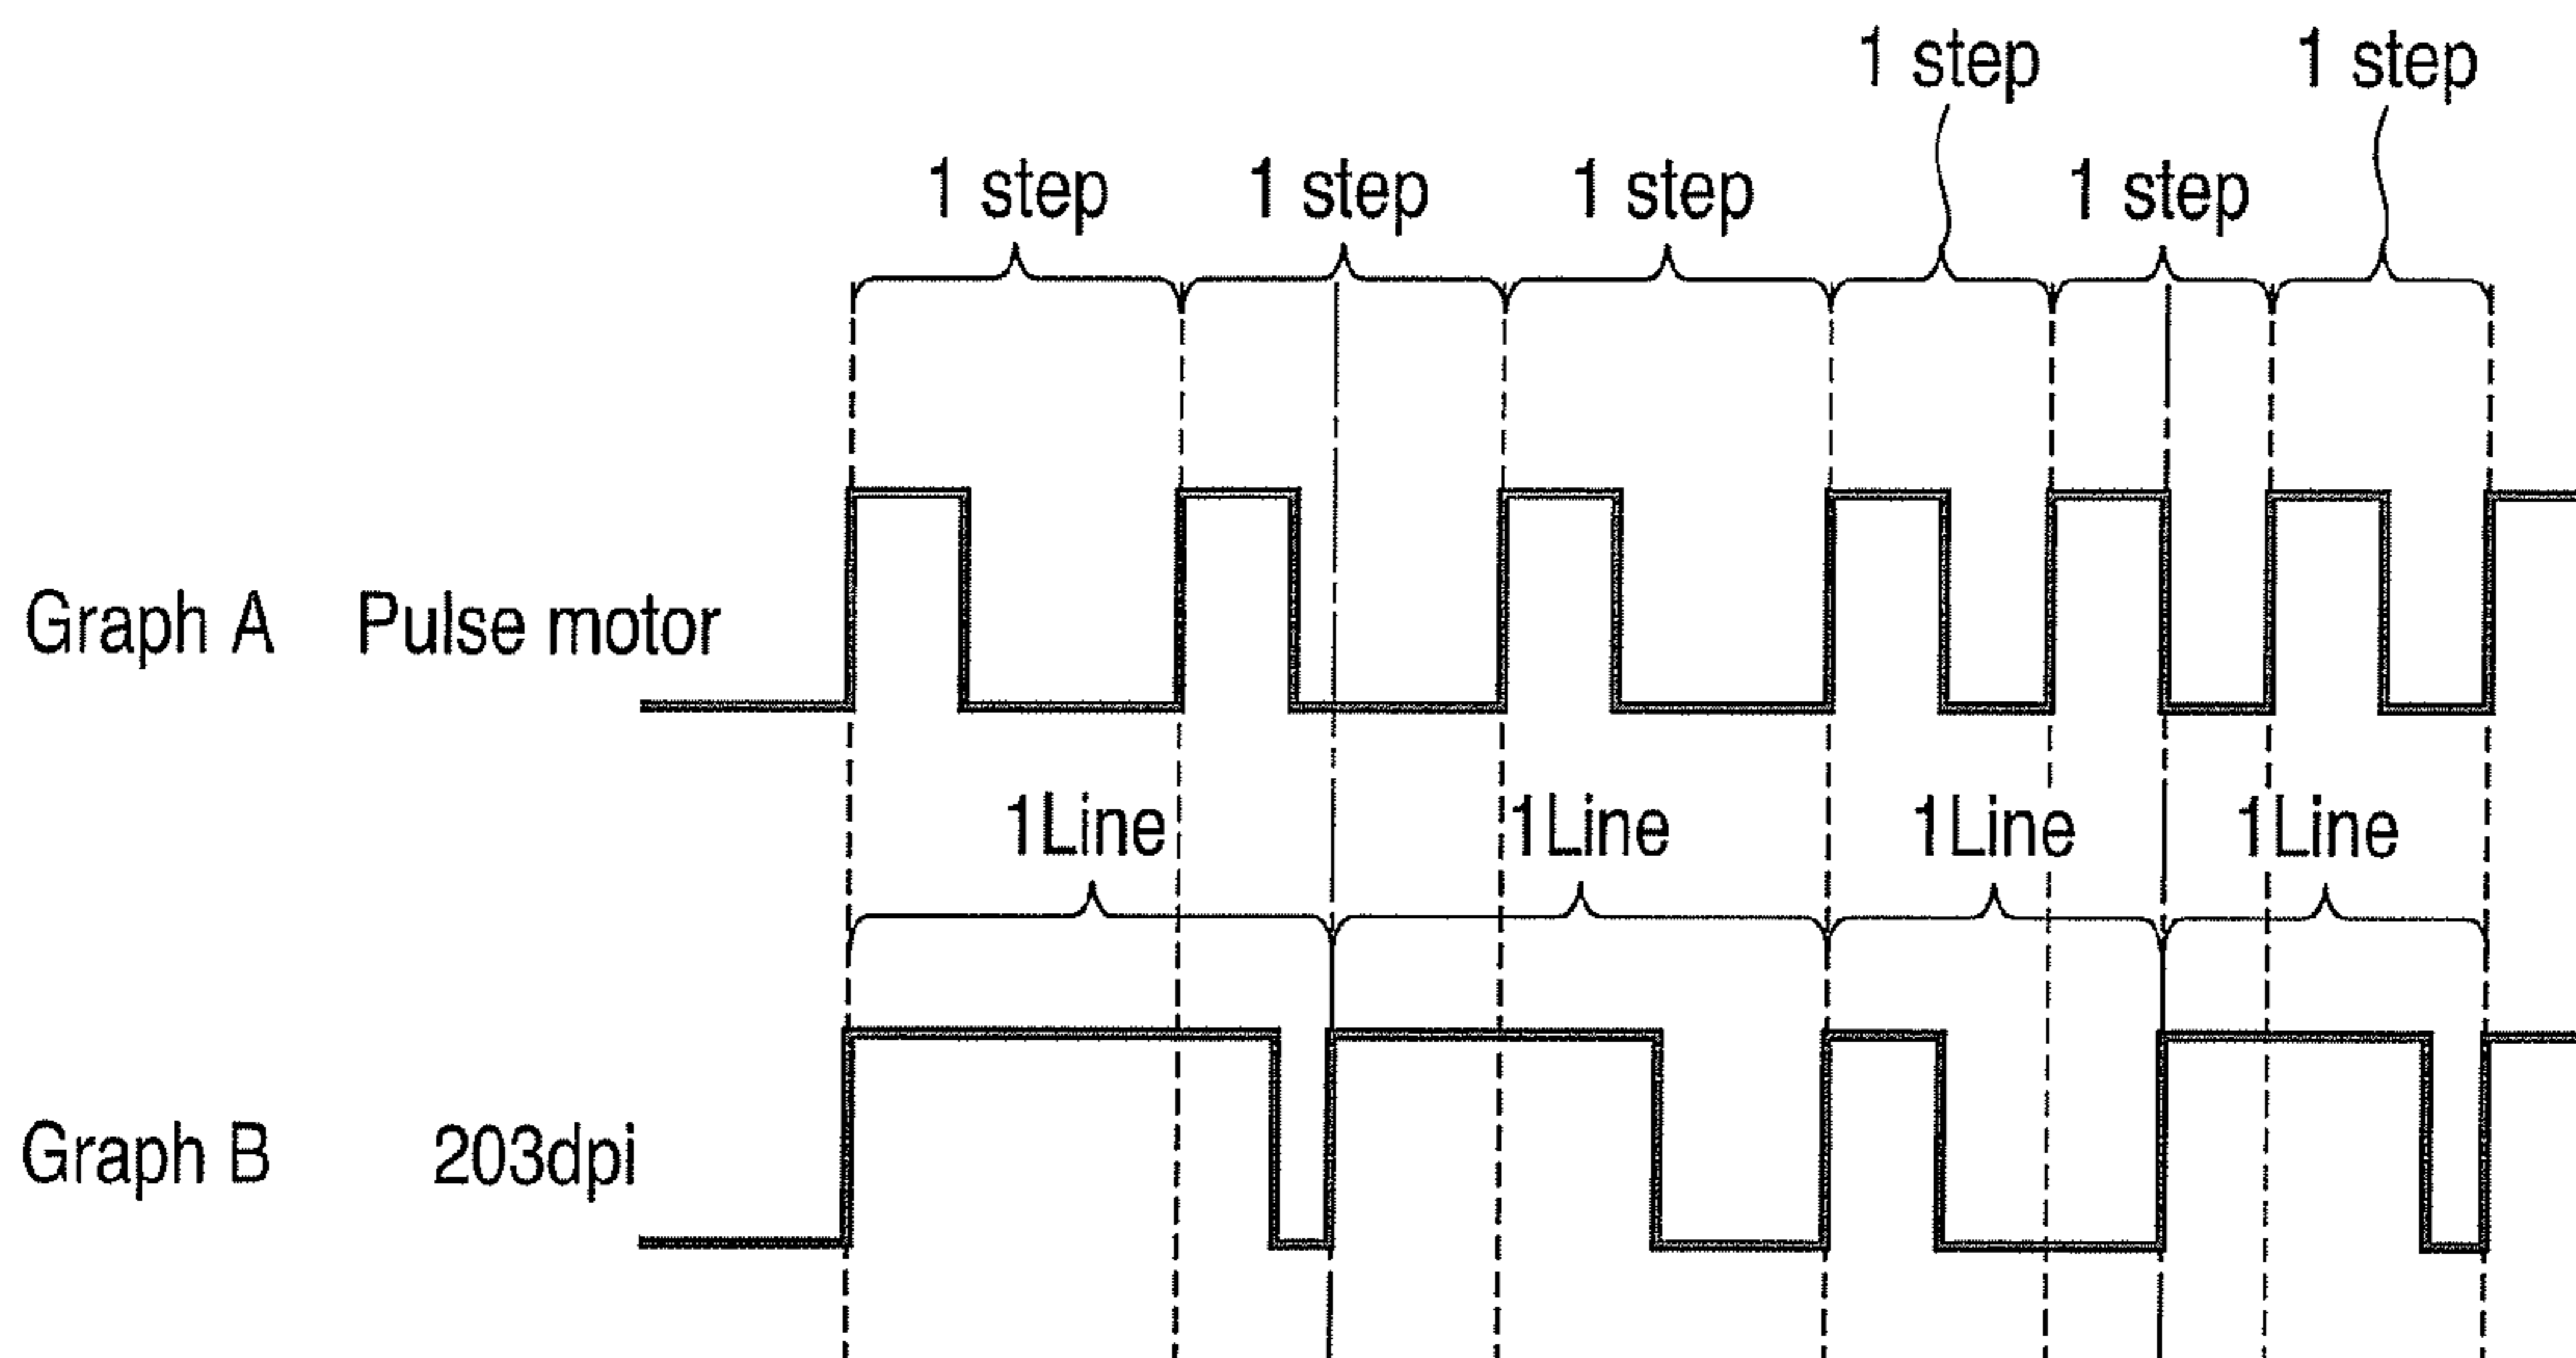 1 step 1 step
1 step 1 step 1 step 1 step
Graph A Pulse motor
1Line 1Line 1Line 1Line
Graph B 203dpi